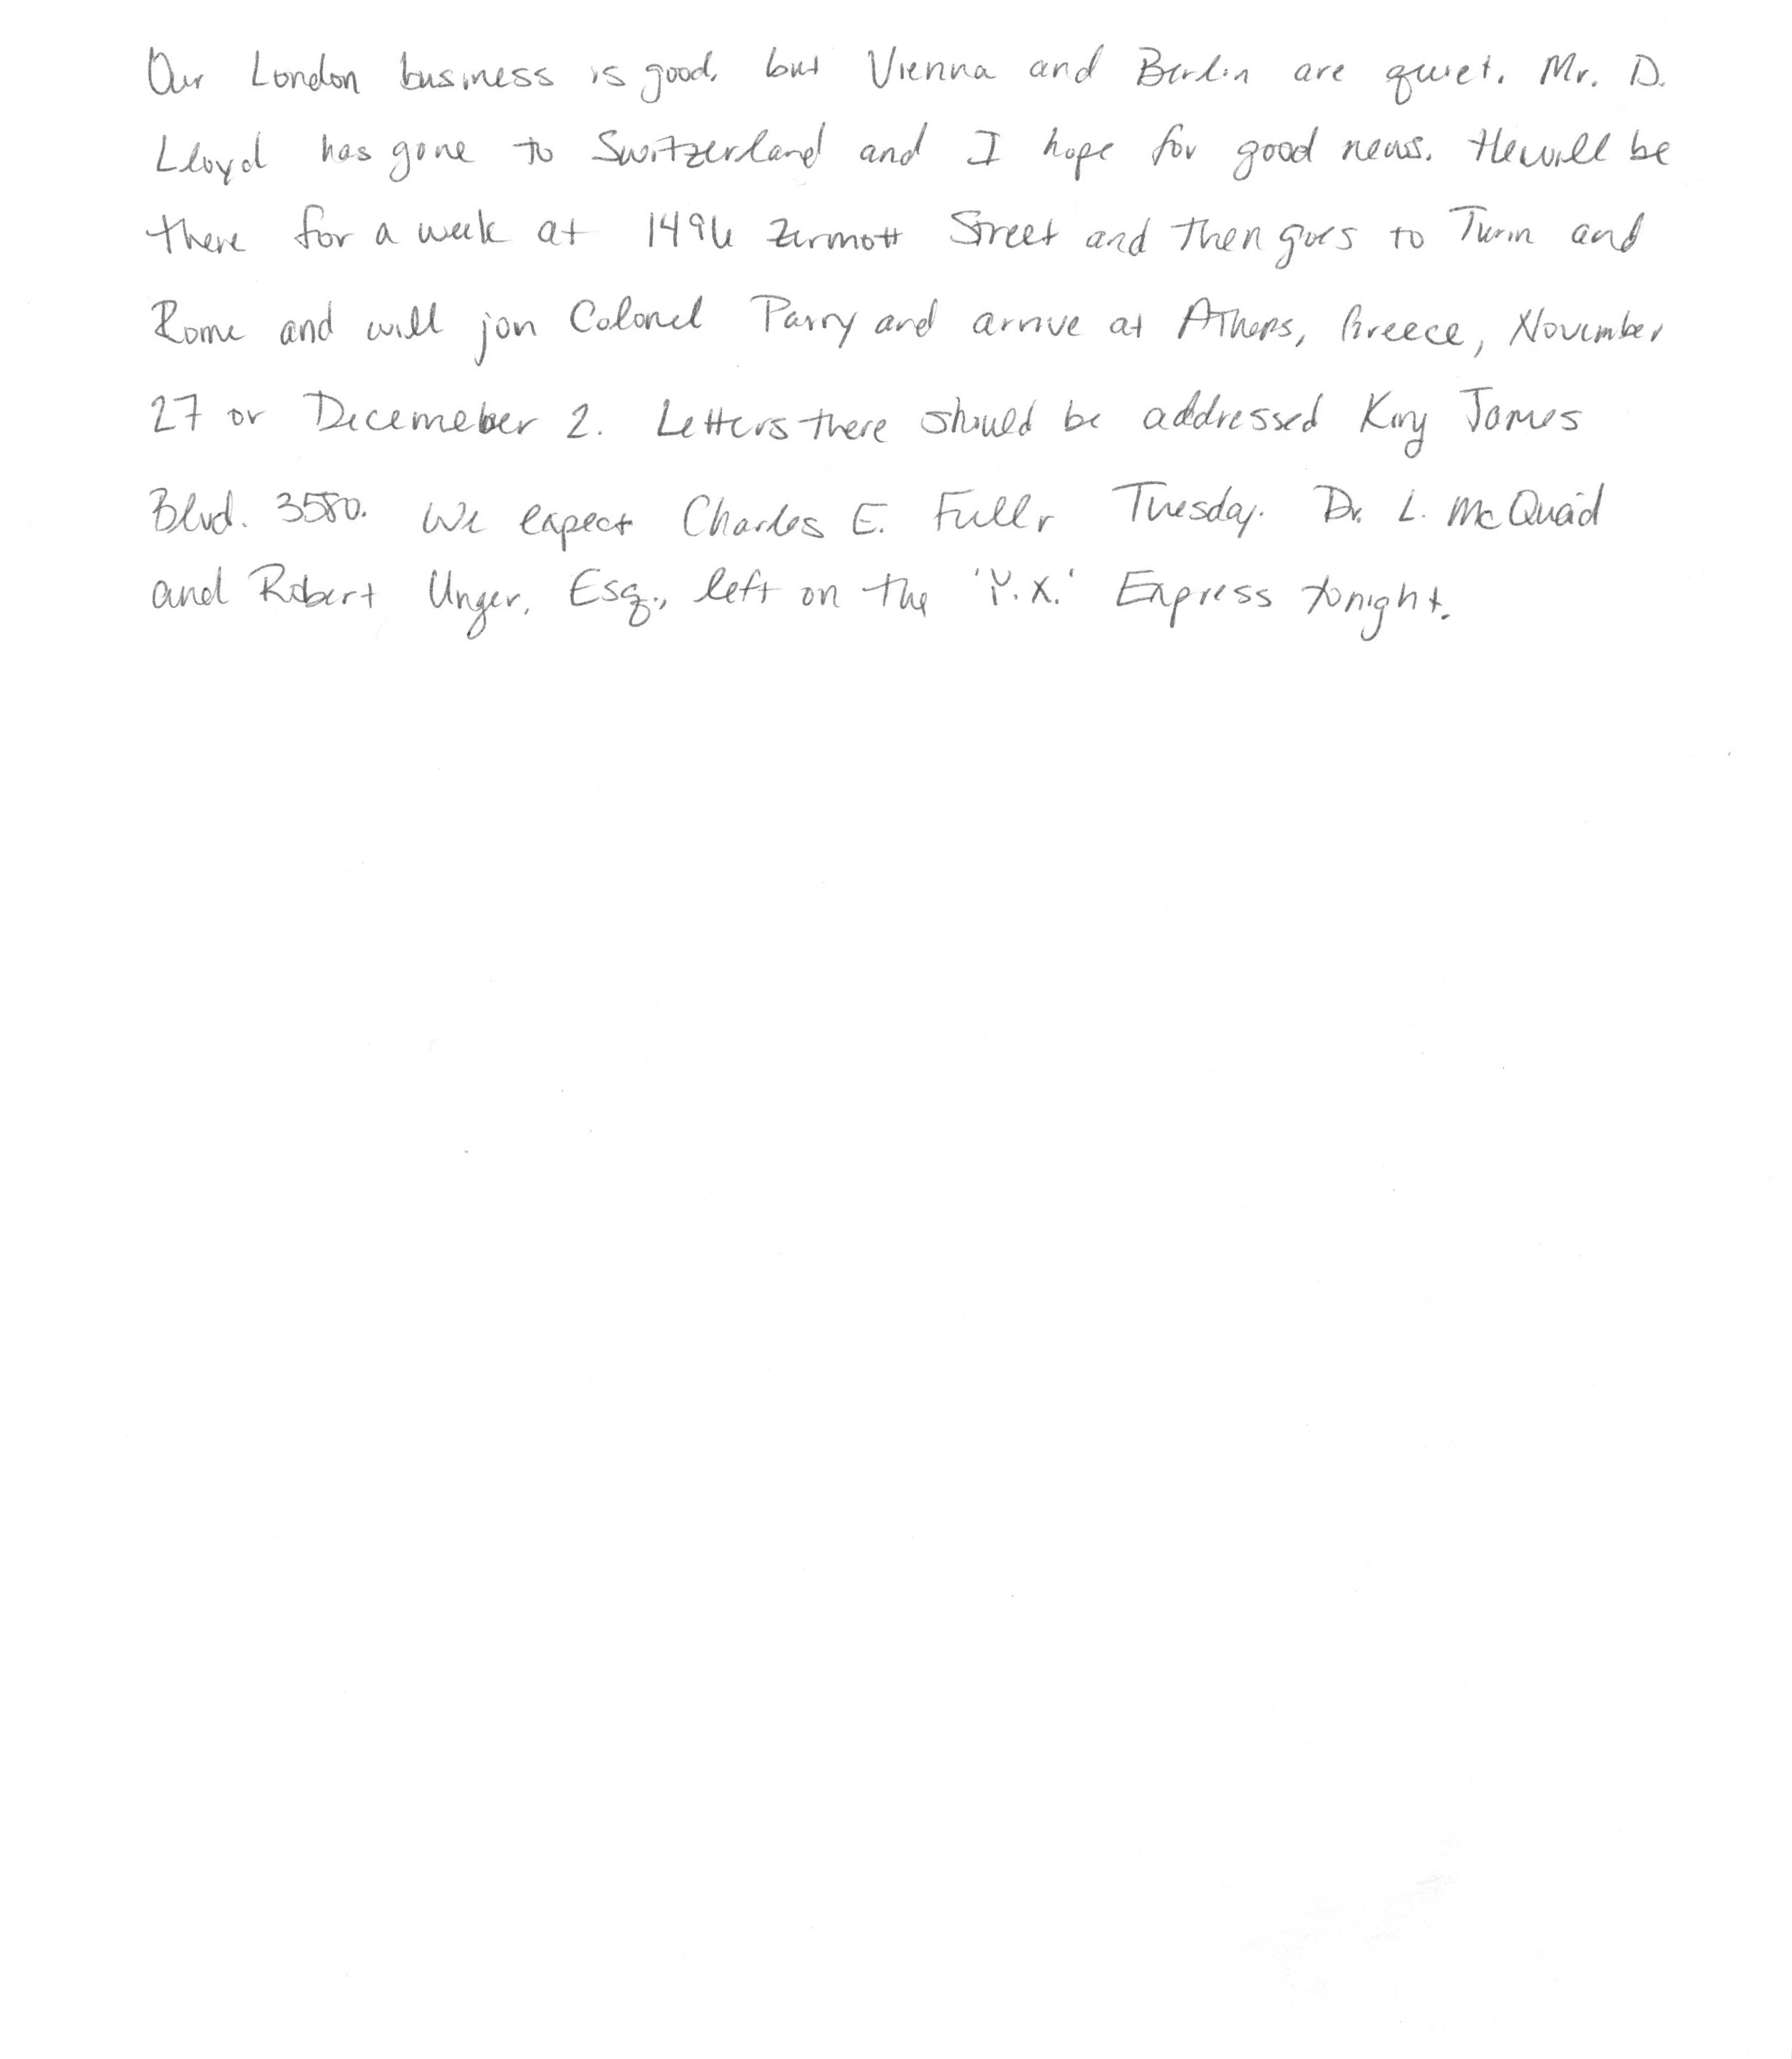 Our London business is good, but Vienna and Berlin are quiet. Mr. D.
Lloyd has gone to Switzerland and I hope for good news. He will be
there for a week at 1496 Zermott Street and then goes to Turin and
Rome and will join Colonel Parry and arrive at Athens, Greece, November
27 or Decemeber 2. Letters there should be addressed King James
Blvd. 3580. We expect Charles E. Fuller Tuesday. Dr. L. McQuaid
and Robert Unger, Esq., left on the 'Y.X.' Express tonight.